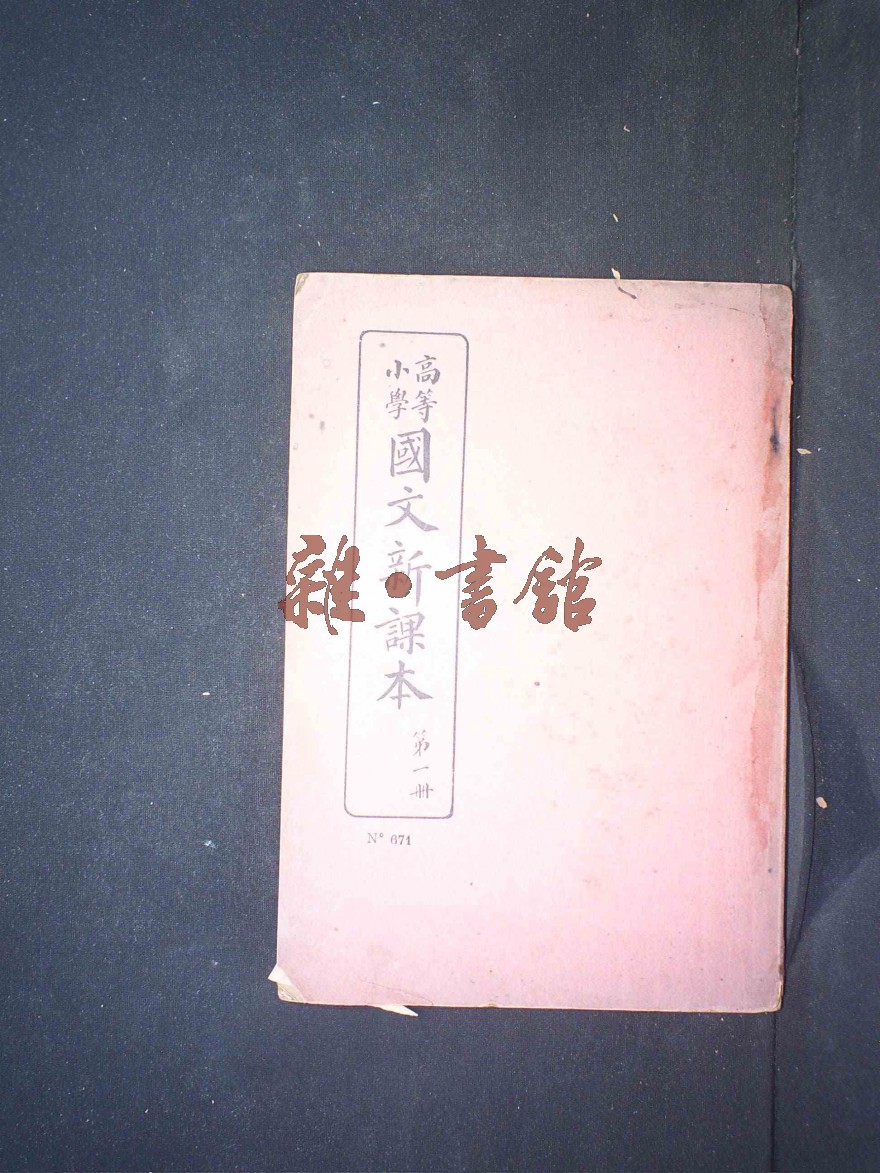 高等
小學
國文新課本
第一冊
N° 671
雜·書館